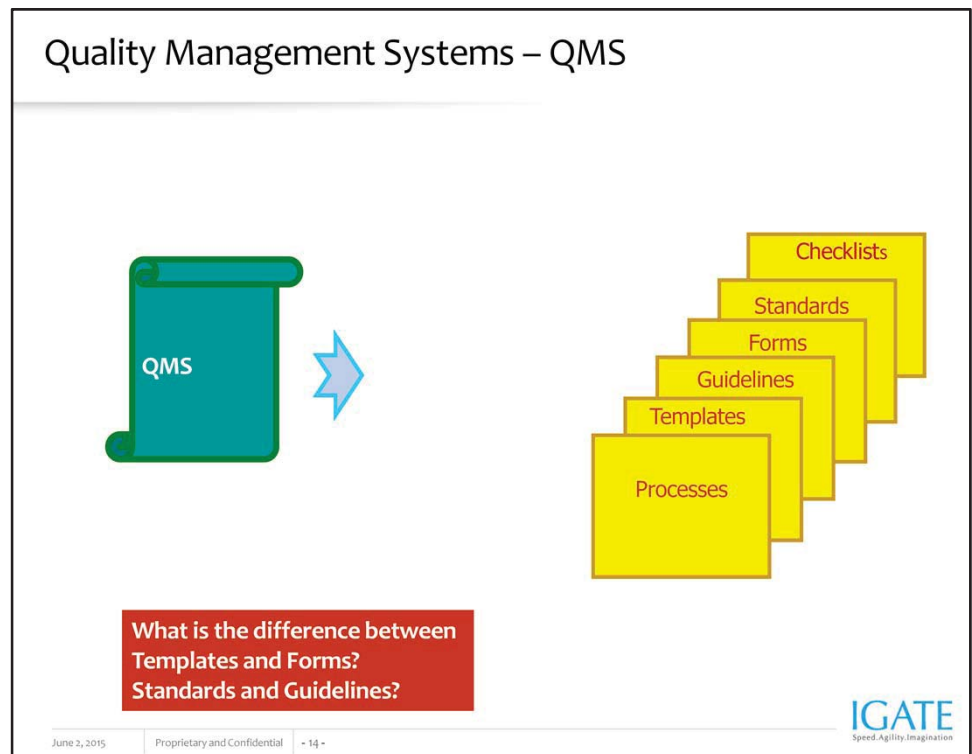 Quality Management Systems – QMS
QMS
Checklists
Standards
Forms
Guidelines
Templates
Processes
What is the difference between
Templates and Forms?
Standards and Guidelines?
June 2, 2015
Proprietary and Confidential
- 14 -
IGATE
Speed.Agility.Imagination